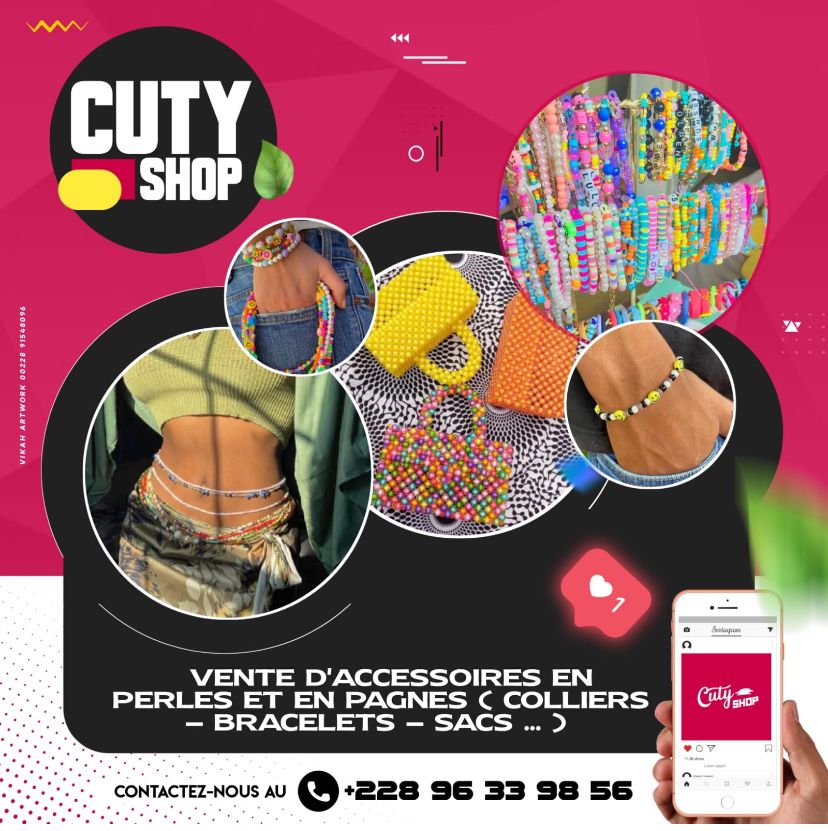 CUTY
SHOP
VIKAH ARTWORK 00228 91548096
1
Instagram
Cuty
SHOP
VENTE D'ACCESSOIRES EN
PERLES ET EN PAGNES ( COLLIERS
- BRACELETS - SACS ... )
CONTACTEZ-NOUS AU +228 96 33 98 56